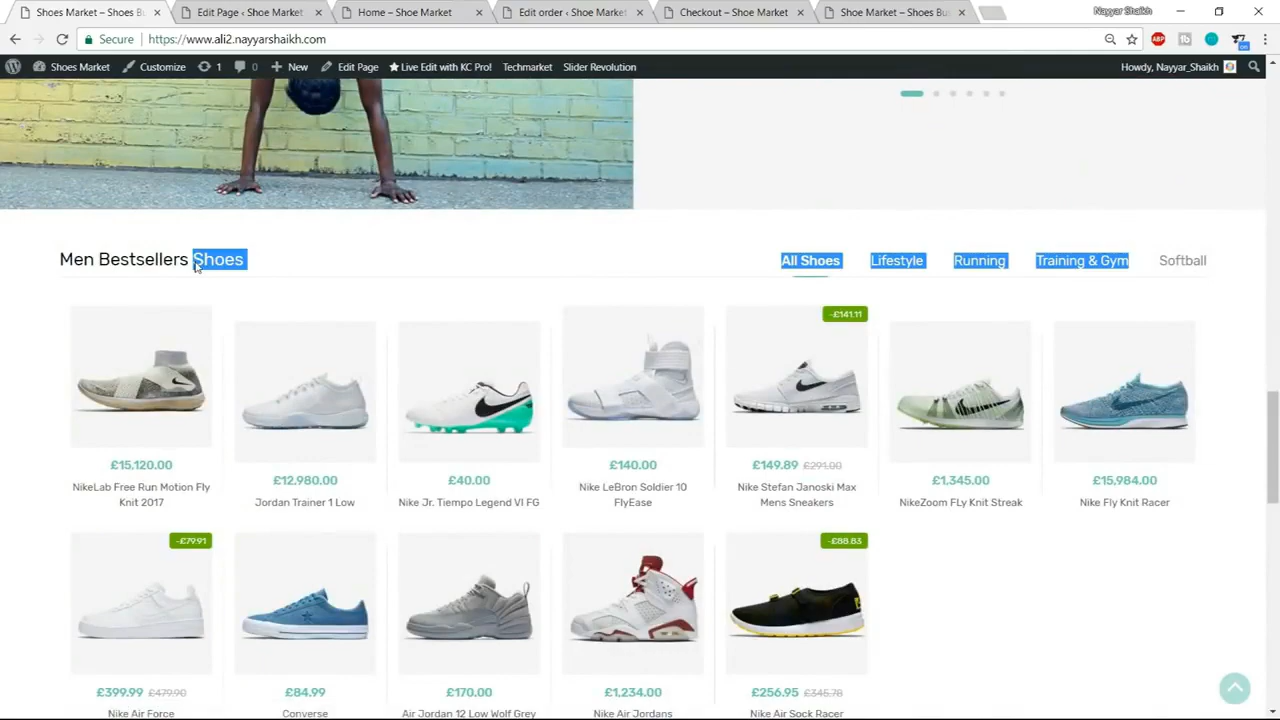 Shoes Market – Shoes Bu
Edit Page ‹ Shoe Market
Home – Shoe Market
Edit order ‹ Shoe Market
Checkout – Shoe Market
Shoe Market – Shoes Bu
Nayyar Shaikh
Secure https://www.ali2.nayyarshaikh.com
ABP
Shoes Market Customize 1 0 New Edit Page Live Edit with KC Pro! Techmarket Slider Revolution Howdy, Nayyar_Shaikh
Men Bestsellers Shoes
All Shoes Lifestyle Running Training & Gym Softball
-£141.11
£15,120.00
NikeLab Free Run Motion Fly
Knit 2017
£12,980.00
Jordan Trainer 1 Low
£40.00
Nike Jr. Tiempo Legend VI FG
£140.00
Nike LeBron Soldier 10
FlyEase
£149.89 £291.00
Nike Stefan Janoski Max
Mens Sneakers
£1,345.00
NikeZoom FLy Knit Streak
£15,984.00
Nike Fly Knit Racer
-£79.91
-£88.83
£399.99 £479.90
Nike Air Force
£84.99
Converse
£170.00
Air Jordan 12 Low Wolf Grey
£1,234.00
Nike Air Jordans
£256.95 £345.78
Nike Air Sock Racer